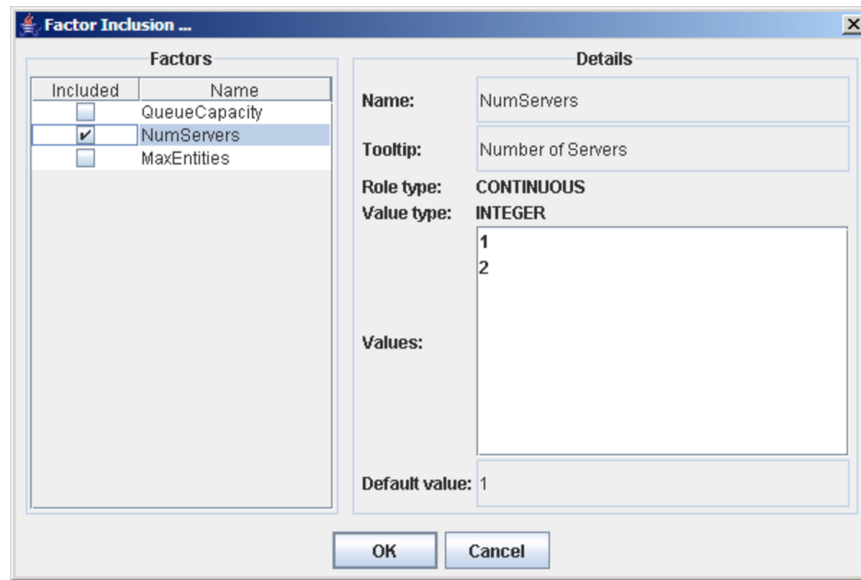 Factor Inclusion ...
Factors
Included Name
QueueCapacity
NumServers
MaxEntities
Details
Name: NumServers
Tooltip: Number of Servers
Role type: CONTINUOUS
Value type: INTEGER
1
2
Values:
Default value: 1
OK Cancel